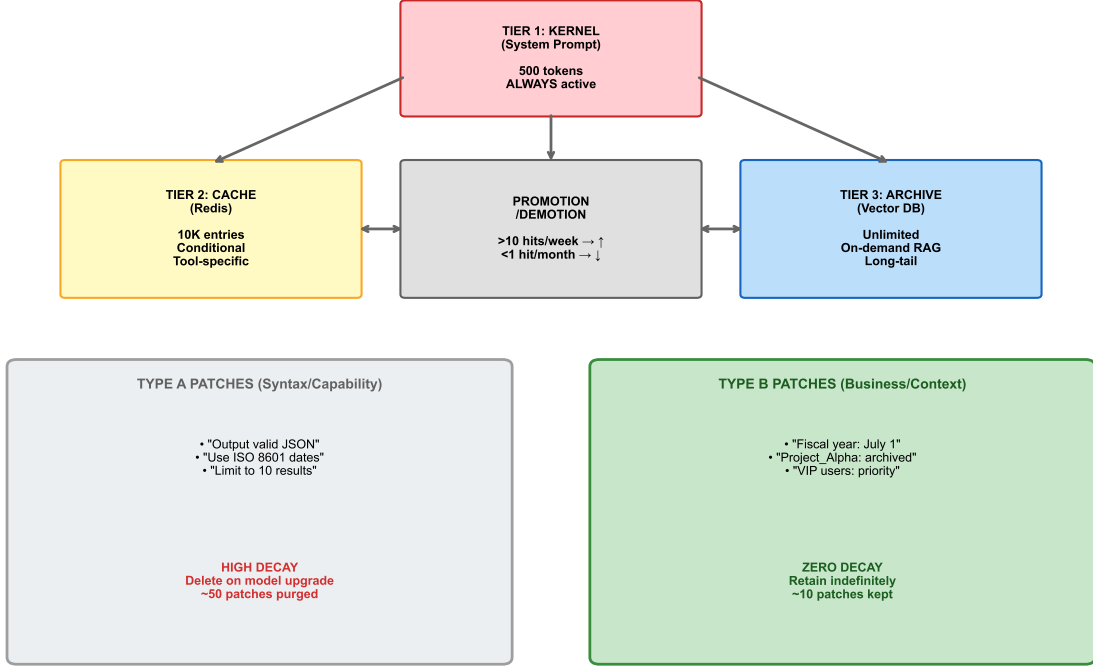 TIER 1: KERNEL
(System Prompt)
500 tokens
ALWAYS active
TIER 2: CACHE
(Redis)
10K entries
Conditional
Tool-specific
PROMOTION
/DEMOTION
>10 hits/week → ↑
<1 hit/month → ↓
TIER 3: ARCHIVE
(Vector DB)
Unlimited
On-demand RAG
Long-tail
TYPE A PATCHES (Syntax/Capability)
• "Output valid JSON"
• "Use ISO 8601 dates"
• "Limit to 10 results"
HIGH DECAY
Delete on model upgrade
~50 patches purged
TYPE B PATCHES (Business/Context)
• "Fiscal year: July 1"
• "Project_Alpha: archived"
• "VIP users: priority"
ZERO DECAY
Retain indefinitely
~10 patches kept